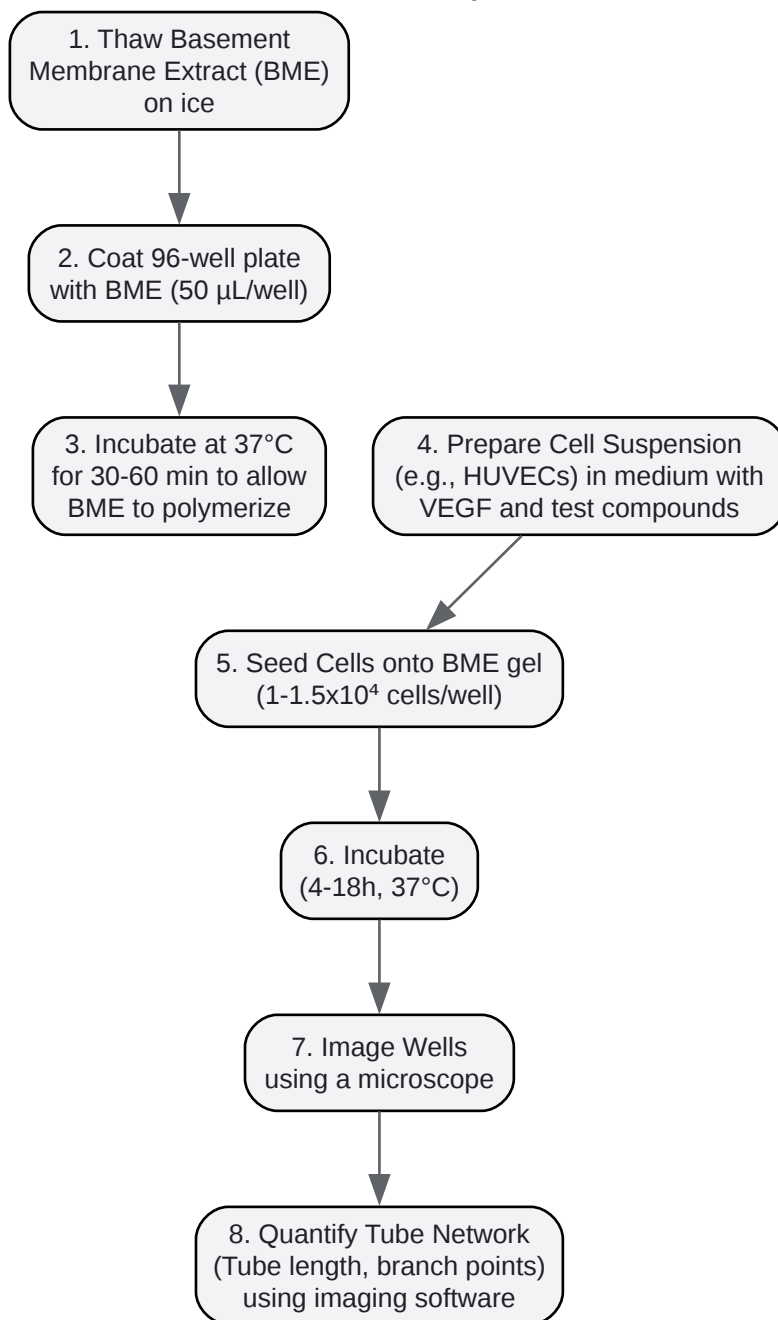 1. Thaw Basement
Membrane Extract (BME)
on ice
2. Coat 96-well plate
with BME (50 µL/well)
3. Incubate at 37°C
for 30-60 min to allow
BME to polymerize
4. Prepare Cell Suspension
(e.g., HUVECs) in medium with
VEGF and test compounds
5. Seed Cells onto BME gel
(1-1.5x10⁴ cells/well)
6. Incubate
(4-18h, 37°C)
7. Image Wells
using a microscope
8. Quantify Tube Network
(Tube length, branch points)
using imaging software